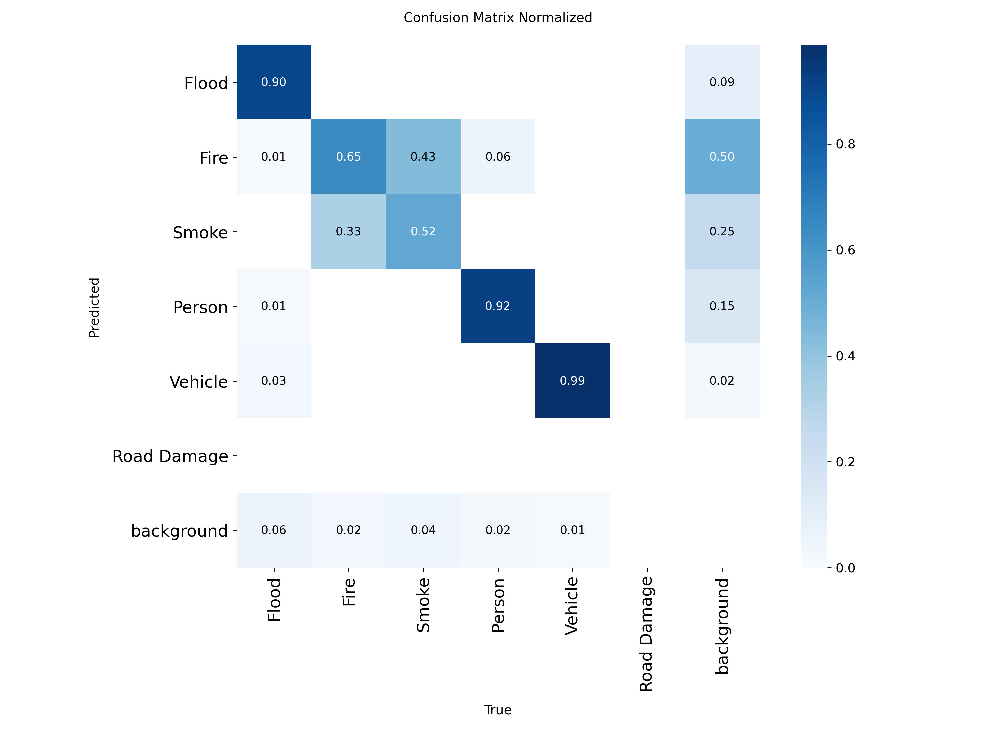 Confusion Matrix Normalized
Flood 0.90 0.09
Fire 0.01 0.65 0.43 0.06 0.50
Smoke 0.33 0.52 0.25
Person 0.01 0.92 0.15
Vehicle 0.03 0.99 0.02
Road Damage
background 0.06 0.02 0.04 0.02 0.01
Predicted
Flood
Fire
Smoke
Person
Vehicle
Road Damage
background
True
0.8
0.6
0.4
0.2
0.0